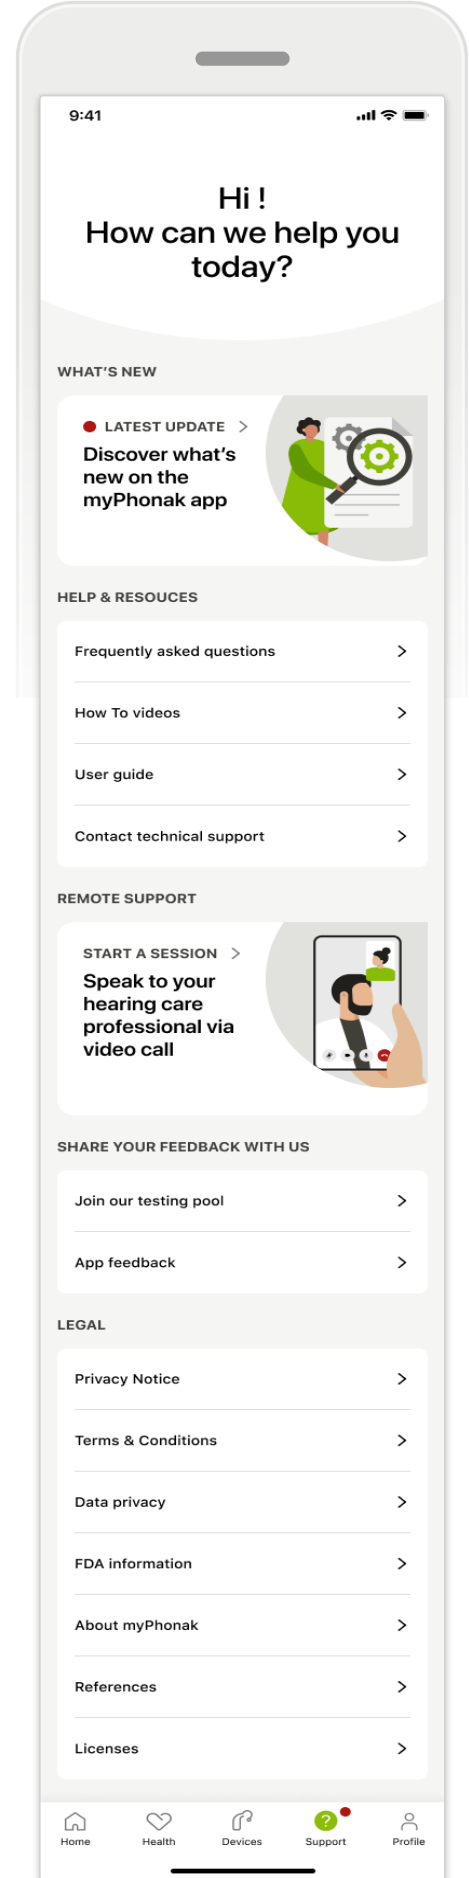 9:41
Hi !
How can we help you
today?
WHAT'S NEW
LATEST UPDATE
Discover what's
new on the
myPhonak app
HELP & RESOUCES
Frequently asked questions
How To videos
User guide
Contact technical support
REMOTE SUPPORT
START A SESSION
Speak to your
hearing care
professional via
video call
SHARE YOUR FEEDBACK WITH US
Join our testing pool
App feedback
LEGAL
Privacy Notice
Terms & Conditions
Data privacy
FDA information
About myPhonak
References
Licenses
Home Health Devices Support Profile